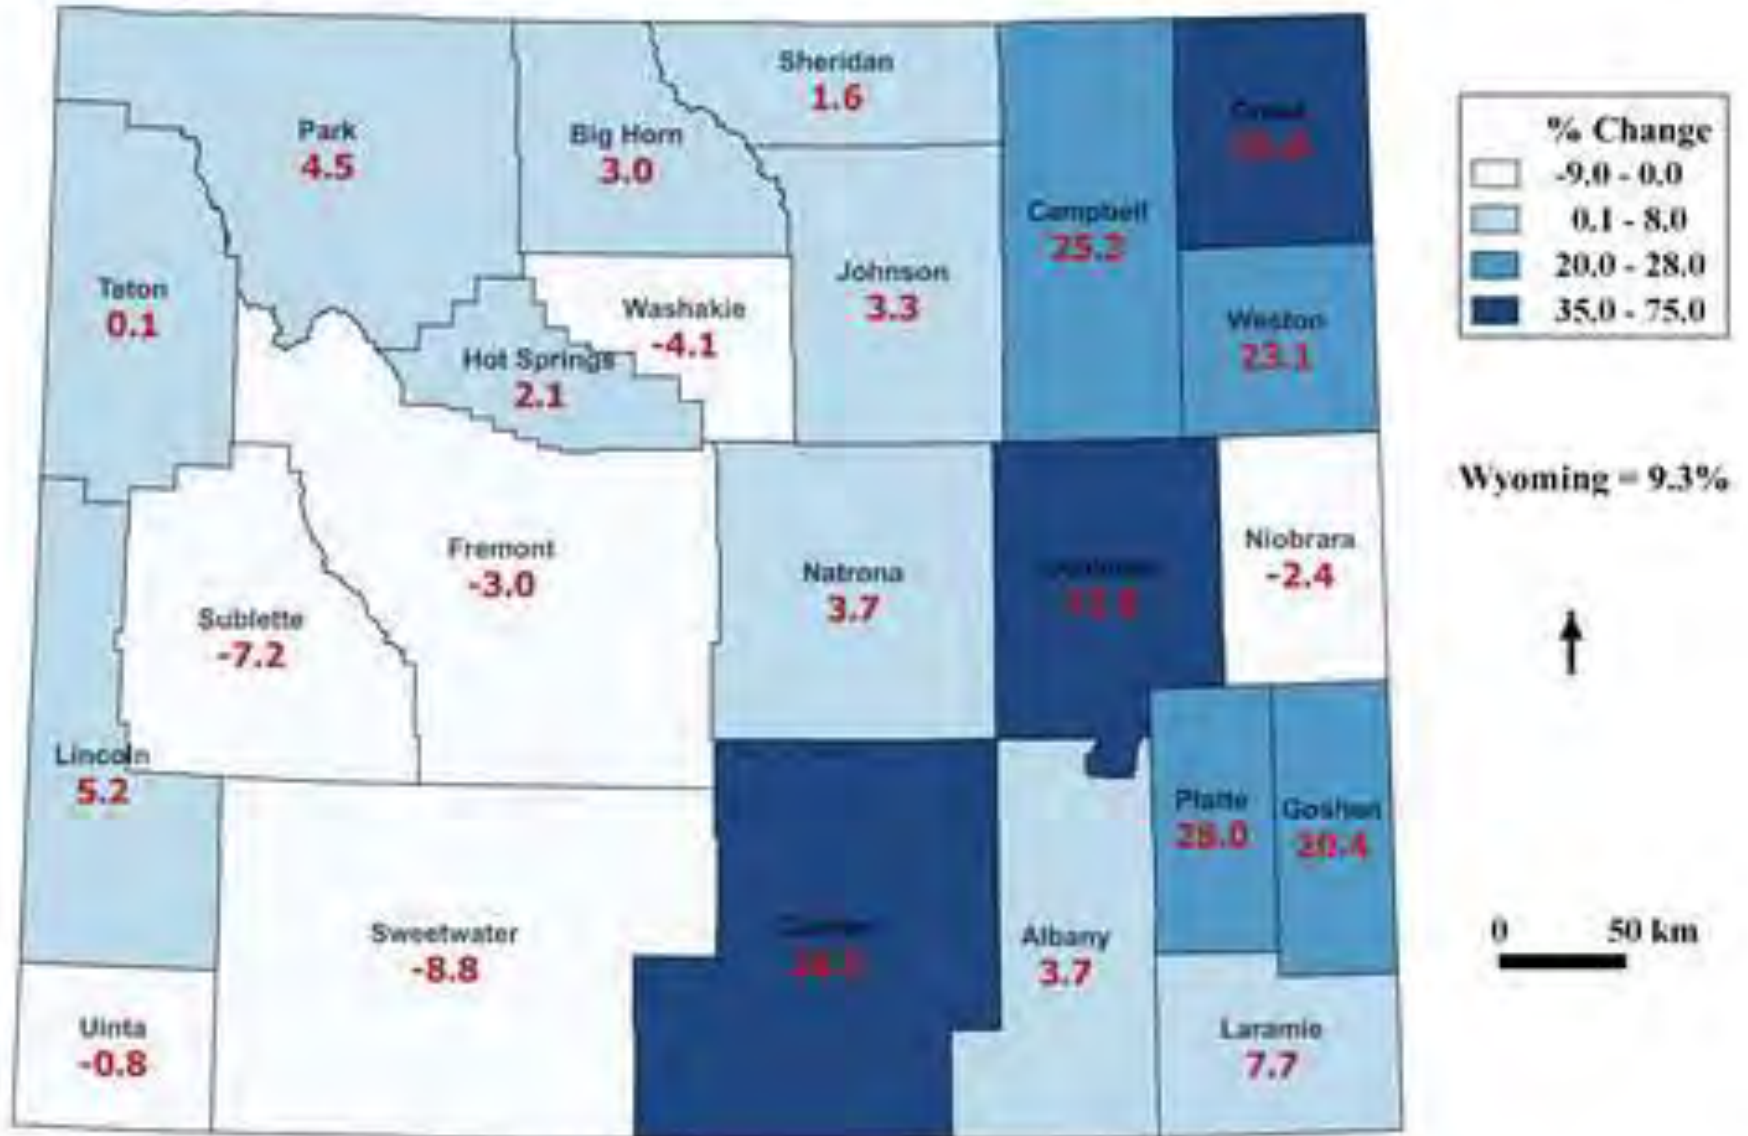 Sheridan
1.6
Park
4.5
Big Horn
3.0
Campbell
25.2
Teton
0.1
Washakie
-4.1
Johnson
3.3
Weston
23.1
Hot Springs
2.1
Fremont
-3.0
Sublette
-7.2
Natrona
3.7
Niobrara
-2.4
Lincoln
5.2
Platte
28.0
Goshen
20.4
Sweetwater
-8.8
Albany
3.7
Uinta
-0.8
Laramie
7.7
% Change
-9.0 - 0.0
0.1 - 8.0
20.0 - 28.0
35.0 - 75.0
Wyoming = 9.3%
0 50 km